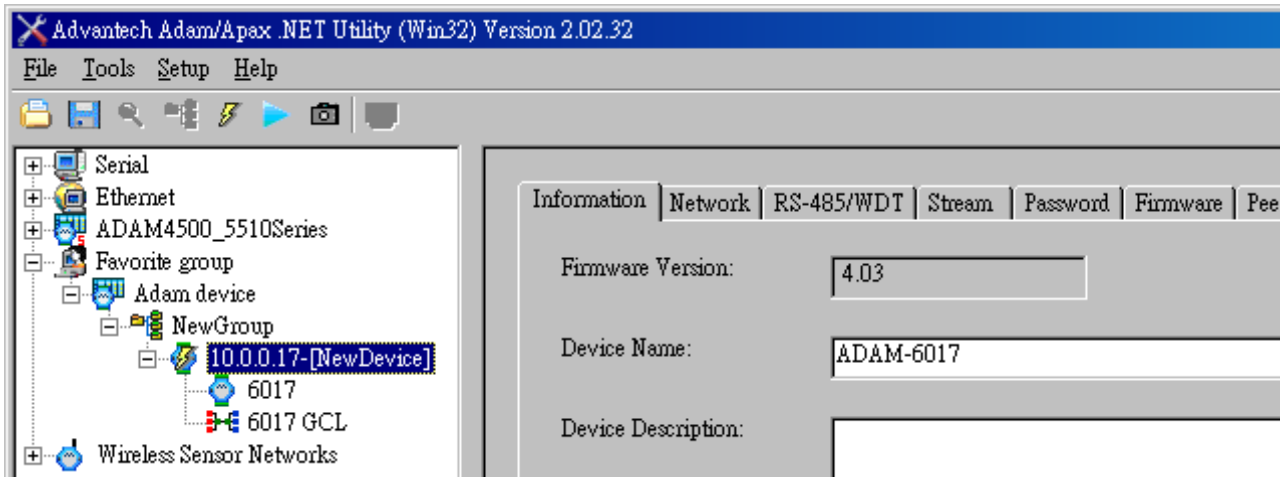 Advantech Adam/Apax .NET Utility (Win32) Version 2.02.32
File Tools Setup Help
Serial
Ethernet
ADAM4500_5510Series
Favorite group
Adam device
NewGroup
10.0.0.17-[NewDevice]
6017
6017 GCL
Wireless Sensor Networks
Information Network RS-485/WDT Stream Password Firmware Pee
Firmware Version: 4.03
Device Name: ADAM-6017
Device Description: